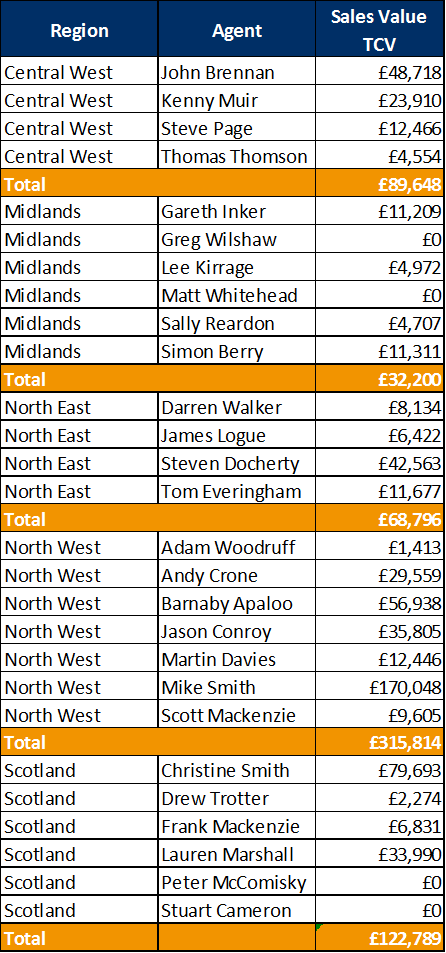 Region Agent Sales Value TCV
Central West John Brennan £48,718
Central West Kenny Muir £23,910
Central West Steve Page £12,466
Central West Thomas Thomson £4,554
Total £89,648
Midlands Gareth Inker £11,209
Midlands Greg Wilshaw £0
Midlands Lee Kirrage £4,972
Midlands Matt Whitehead £0
Midlands Sally Reardon £4,707
Midlands Simon Berry £11,311
Total £32,200
North East Darren Walker £8,134
North East James Logue £6,422
North East Steven Docherty £42,563
North East Tom Everingham £11,677
Total £68,796
North West Adam Woodruff £1,413
North West Andy Crone £29,559
North West Barnaby Apaloo £56,938
North West Jason Conroy £35,805
North West Martin Davies £12,446
North West Mike Smith £170,048
North West Scott Mackenzie £9,605
Total £315,814
Scotland Christine Smith £79,693
Scotland Drew Trotter £2,274
Scotland Frank Mackenzie £6,831
Scotland Lauren Marshall £33,990
Scotland Peter McComisky £0
Scotland Stuart Cameron £0
Total £122,789